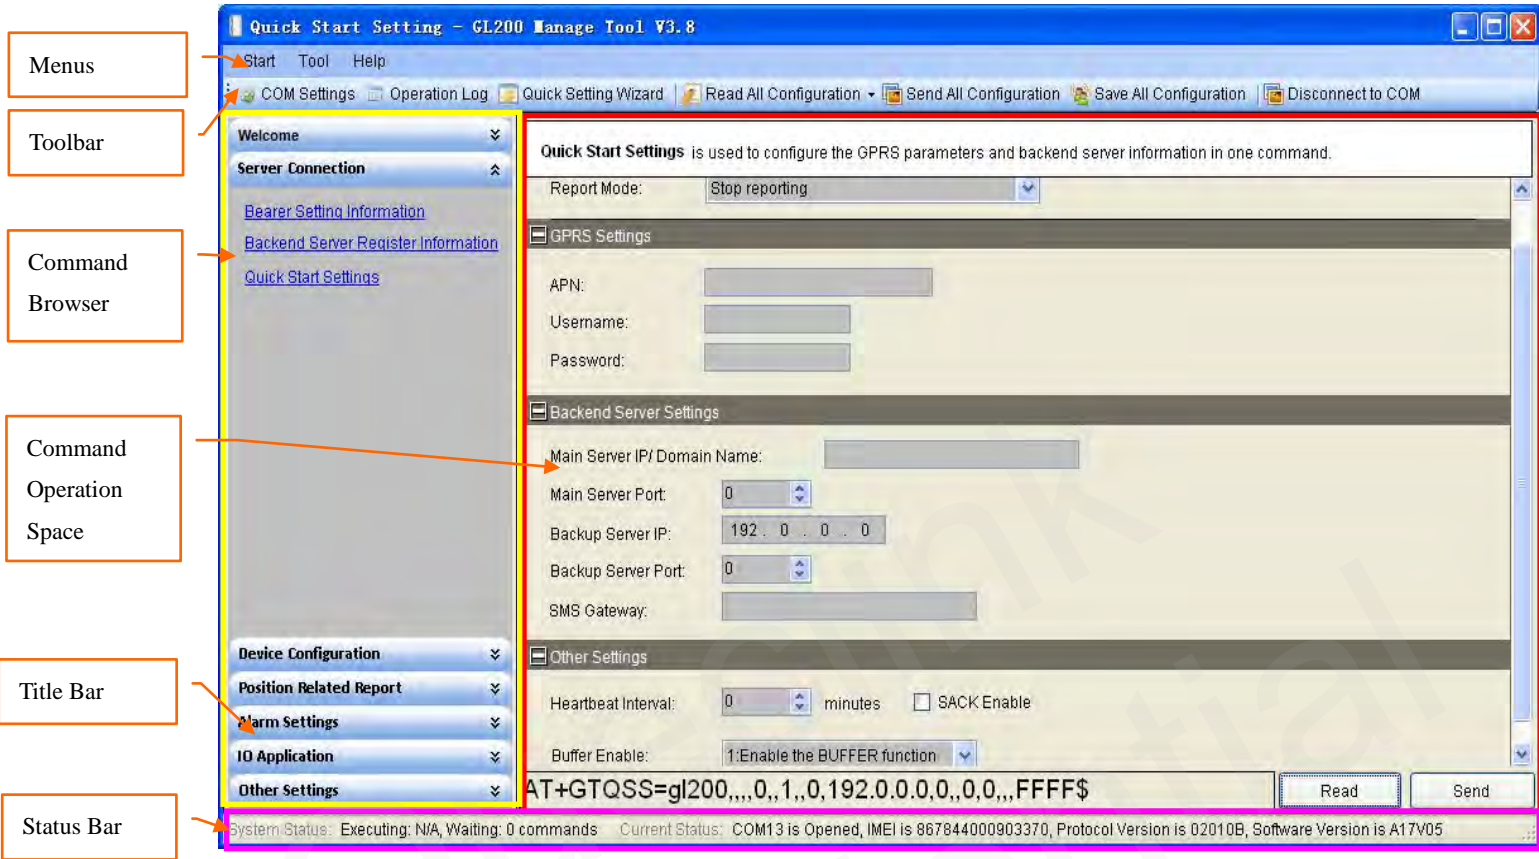 Quick Start Setting - GL200 Manage Tool V3.8
Menus
Start Tool Help
COM Settings Operation Log Quick Setting Wizard Read All Configuration Send All Configuration Save All Configuration Disconnect to COM
Toolbar
Welcome
Server Connection
Bearer Setting Information
Backend Server Register Information
Quick Start Settings
Command
Browser
Quick Start Settings is used to configure the GPRS parameters and backend server information in one command.
Report Mode: Stop reporting
GPRS Settings
APN:
Username:
Password:
Backend Server Settings
Command
Operation
Space
Main Server IP/ Domain Name:
Main Server Port: 0
Backup Server IP: 192 . 0 . 0 . 0
Backup Server Port: 0
SMS Gateway:
Device Configuration
Position Related Report
Alarm Settings
IO Application
Other Settings
Title Bar
Other Settings
Heartbeat Interval: 0 minutes SACK Enable
Buffer Enable: 1:Enable the BUFFER function
AT+GTQSS=gl200,,,,0,,1,,0,192.0.0.0,0,,0,0,,,FFFF$
Read Send
Status Bar
System Status: Executing: N/A, Waiting: 0 commands Current Status: COM13 is Opened, IMEI is 867844000903370, Protocol Version is 02010B, Software Version is A17V05